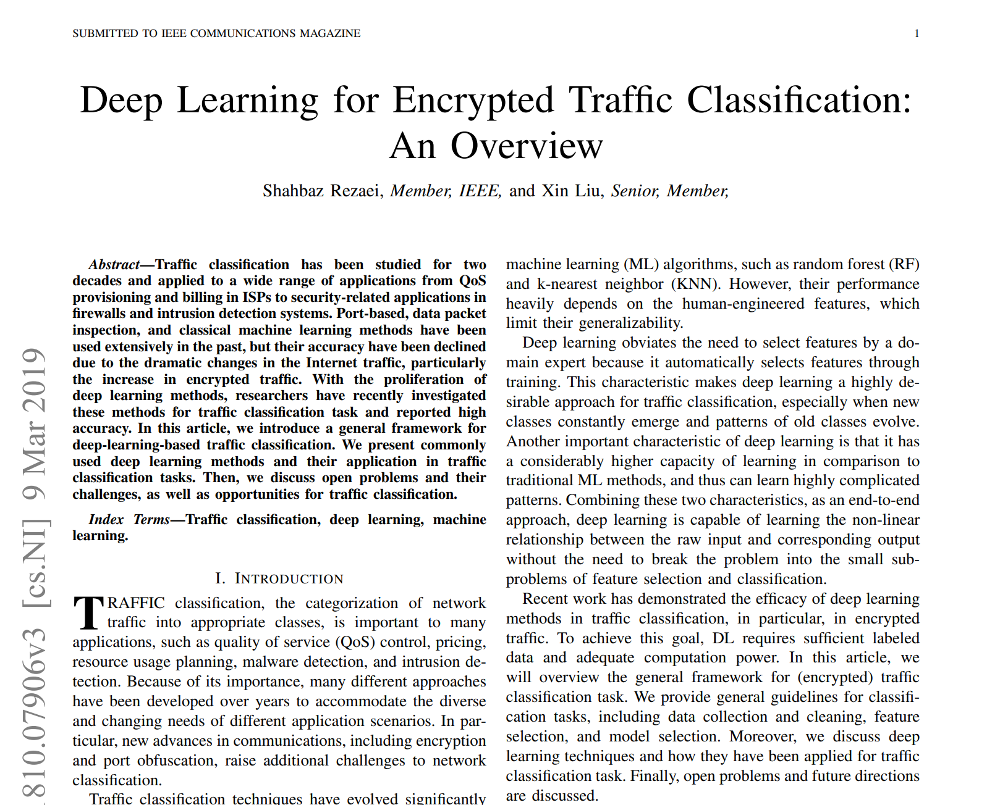 SUBMITTED TO IEEE COMMUNICATIONS MAGAZINE
1
Deep Learning for Encrypted Traffic Classification:
An Overview
Shahbaz Rezaei, Member, IEEE, and Xin Liu, Senior, Member,
Abstract—Traffic classification has been studied for two
decades and applied to a wide range of applications from QoS
provisioning and billing in ISPs to security-related applications in
firewalls and intrusion detection systems. Port-based, data packet
inspection, and classical machine learning methods have been
used extensively in the past, but their accuracy have been declined
due to the dramatic changes in the Internet traffic, particularly
the increase in encrypted traffic. With the proliferation of
deep learning methods, researchers have recently investigated
these methods for traffic classification task and reported high
accuracy. In this article, we introduce a general framework for
deep-learning-based traffic classification. We present commonly
used deep learning methods and their application in traffic
classification tasks. Then, we discuss open problems and their
challenges, as well as opportunities for traffic classification.
Index Terms—Traffic classification, deep learning, machine
learning.
I. INTRODUCTION
TRAFFIC classification, the categorization of network
traffic into appropriate classes, is important to many
applications, such as quality of service (QoS) control, pricing,
resource usage planning, malware detection, and intrusion de-
tection. Because of its importance, many different approaches
have been developed over years to accommodate the diverse
and changing needs of different application scenarios. In par-
ticular, new advances in communications, including encryption
and port obfuscation, raise additional challenges to network
classification.
Traffic classification techniques have evolved significantly
machine learning (ML) algorithms, such as random forest (RF)
and k-nearest neighbor (KNN). However, their performance
heavily depends on the human-engineered features, which
limit their generalizability.
Deep learning obviates the need to select features by a do-
main expert because it automatically selects features through
training. This characteristic makes deep learning a highly de-
sirable approach for traffic classification, especially when new
classes constantly emerge and patterns of old classes evolve.
Another important characteristic of deep learning is that it has
a considerably higher capacity of learning in comparison to
traditional ML methods, and thus can learn highly complicated
patterns. Combining these two characteristics, as an end-to-end
approach, deep learning is capable of learning the non-linear
relationship between the raw input and corresponding output
without the need to break the problem into the small sub-
problems of feature selection and classification.
Recent work has demonstrated the efficacy of deep learning
methods in traffic classification, in particular, in encrypted
traffic. To achieve this goal, DL requires sufficient labeled
data and adequate computation power. In this article, we
will overview the general framework for (encrypted) traffic
classification task. We provide general guidelines for classifi-
cation tasks, including data collection and cleaning, feature
selection, and model selection. Moreover, we discuss deep
learning techniques and how they have been applied for traffic
classification task. Finally, open problems and future directions
are discussed.
810.07906v3 [cs.NI] 9 Mar 2019